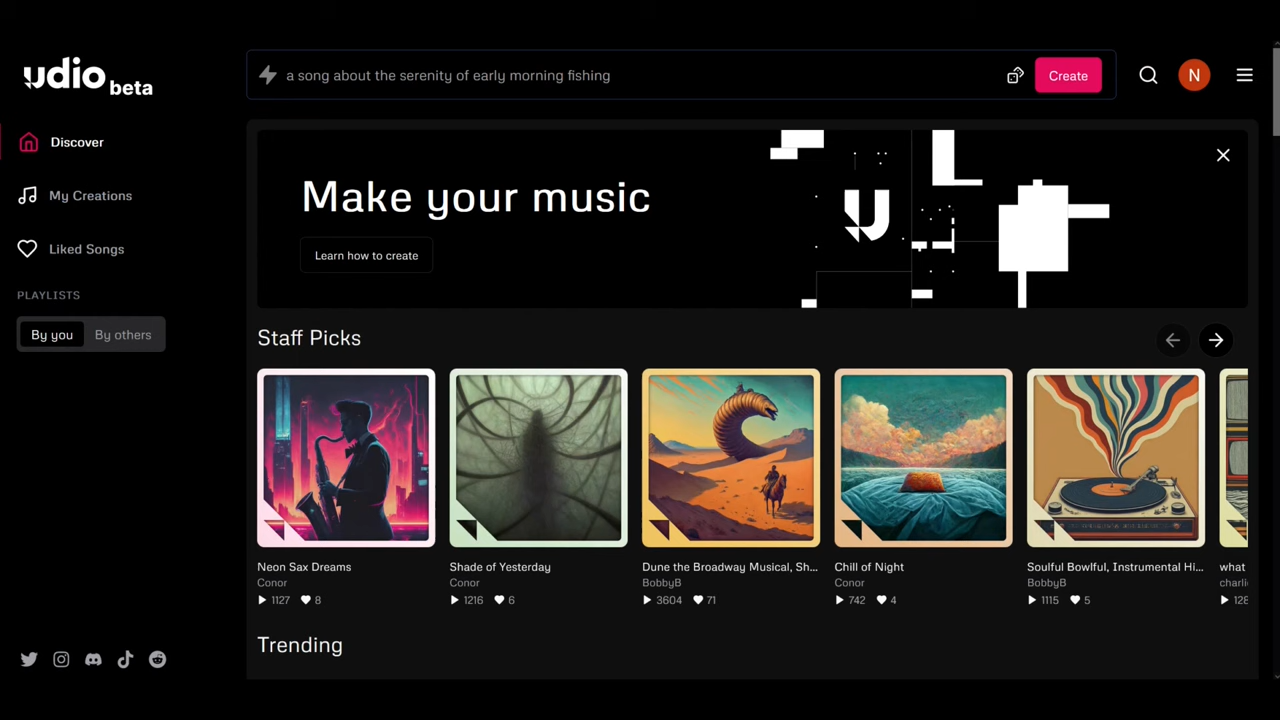 udio beta
a song about the serenity of early morning fishing
Create
N
Discover
My Creations
Liked Songs
PLAYLISTS
By you By others
Make your music
Learn how to create
Staff Picks
Neon Sax Dreams
Conor
1127 8
Shade of Yesterday
Conor
1216 6
Dune the Broadway Musical, Sh...
BobbyB
3604 71
Chill of Night
Conor
742 4
Soulful Bowlful, Instrumental Hi...
BobbyB
1115 5
what
charli
128
Trending